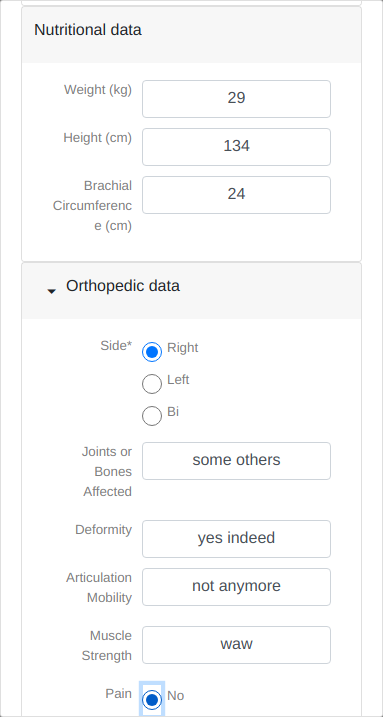 Nutritional data
Weight (kg) 29
Height (cm) 134
Brachial
Circumferenc 24
e (cm)
Orthopedic data
Side* Right
Left
Bi
Joints or
Bones some others
Affected
Deformity yes indeed
Articulation not anymore
Mobility
Muscle waw
Strength
Pain No